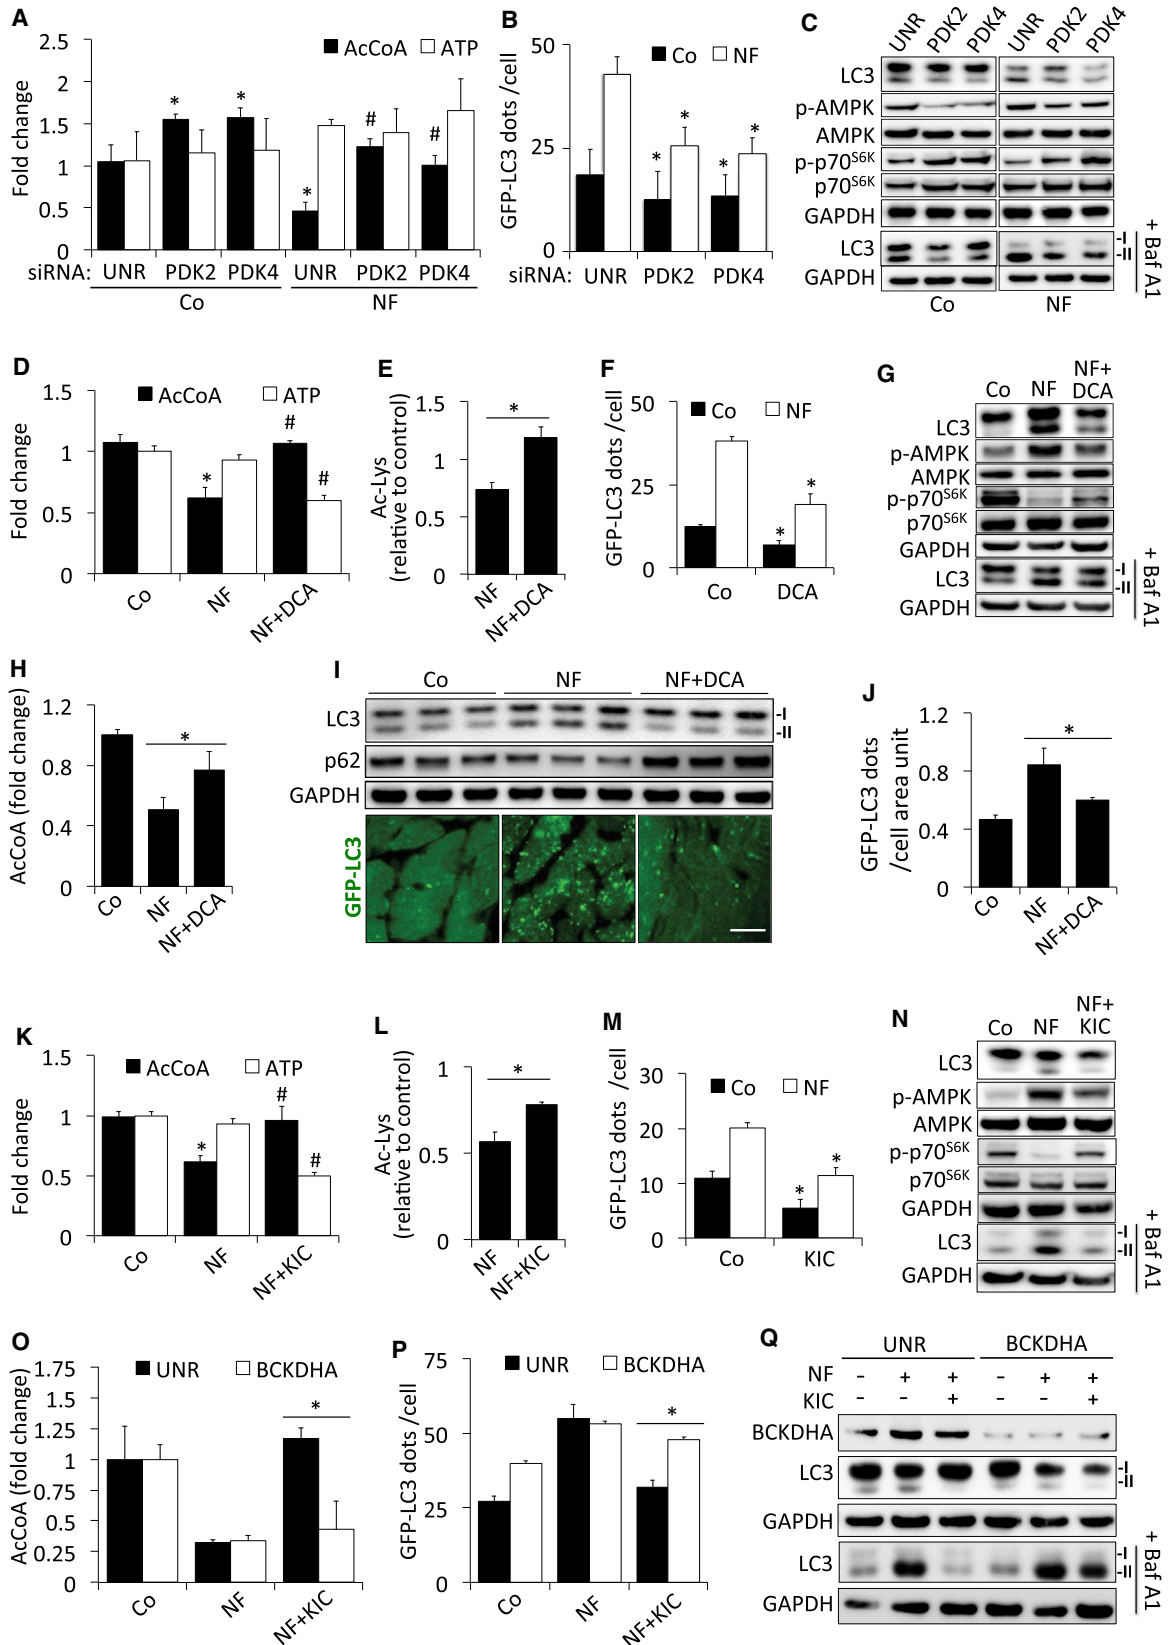 A
2.5
2
1.5
1
0.5
0
Fold change
AcCoA ATP
* * * # #
siRNA: UNR PDK2 PDK4 UNR PDK2 PDK4
Co NF
B
50
25
0
GFP-LC3 dots /cell
Co NF
* * * *
siRNA: UNR PDK2 PDK4
C
UNR PDK2 PDK4 UNR PDK2 PDK4
LC3
p-AMPK
AMPK
p-p70S6K
p70S6K
GAPDH
LC3 -I
-II
GAPDH
+ Baf A1
Co NF
D
1.5
1
0.5
0
Fold change
AcCoA ATP
* # #
Co NF NF+DCA
E
1.5
1
0.5
0
Ac-Lys
(relative to control)
*
NF NF+DCA
F
50
25
0
GFP-LC3 dots /cell
Co NF
* *
Co DCA
G
Co NF NF+
DCA
LC3
p-AMPK
AMPK
p-p70S6K
p70S6K
GAPDH
LC3 -I
-II
GAPDH
+ Baf A1
H
1.2
0.8
0.4
0
AcCoA (fold change)
*
Co NF NF+DCA
I
Co NF NF+DCA
LC3 -I
-II
p62
GAPDH
GFP-LC3
J
1.2
0.8
0.4
0
GFP-LC3 dots
/cell area unit
*
Co NF NF+DCA
K
1.5
1
0.5
0
Fold change
AcCoA ATP
* # #
Co NF NF+KIC
L
1
0.5
0
Ac-Lys
(relative to control)
*
NF NF+KIC
M
30
20
10
0
GFP-LC3 dots /cell
Co NF
* *
Co KIC
N
Co NF NF+
KIC
LC3
p-AMPK
AMPK
p-p70S6K
p70S6K
GAPDH
LC3 -I
-II
GAPDH
+ Baf A1
O
1.75
1.5
1.25
1
0.75
0.5
0.25
0
AcCoA (fold change)
UNR BCKDHA
*
Co NF NF+KIC
P
75
50
25
0
GFP-LC3 dots /cell
UNR BCKDHA
*
Co NF NF+KIC
Q
UNR BCKDHA
NF - + + - + +
KIC - - + - - +
BCKDHA
LC3 -I
-II
GAPDH
LC3 -I
-II
GAPDH
+ Baf A1